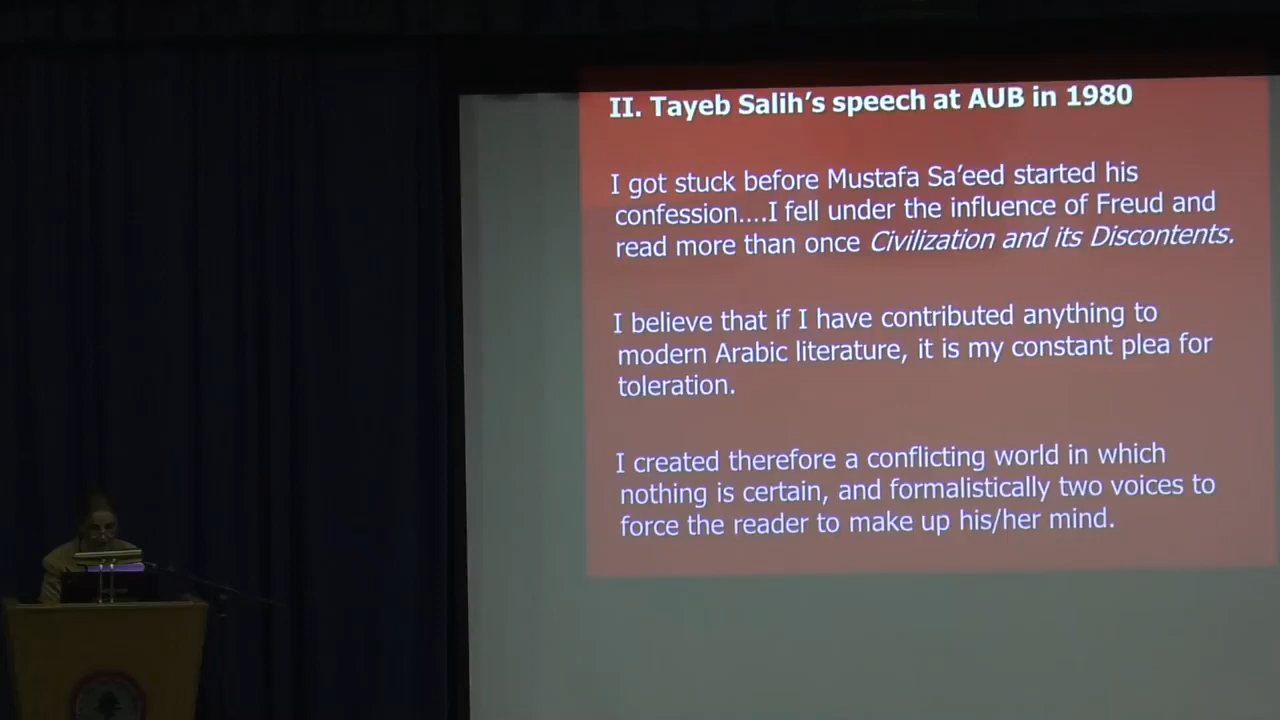 II. Tayeb Salih's speech at AUB in 1980
I got stuck before Mustafa Sa'eed started his
confession....I fell under the influence of Freud and
read more than once Civilization and its Discontents.
I believe that if I have contributed anything to
modern Arabic literature, it is my constant plea for
toleration.
I created therefore a conflicting world in which
nothing is certain, and formalistically two voices to
force the reader to make up his/her mind.